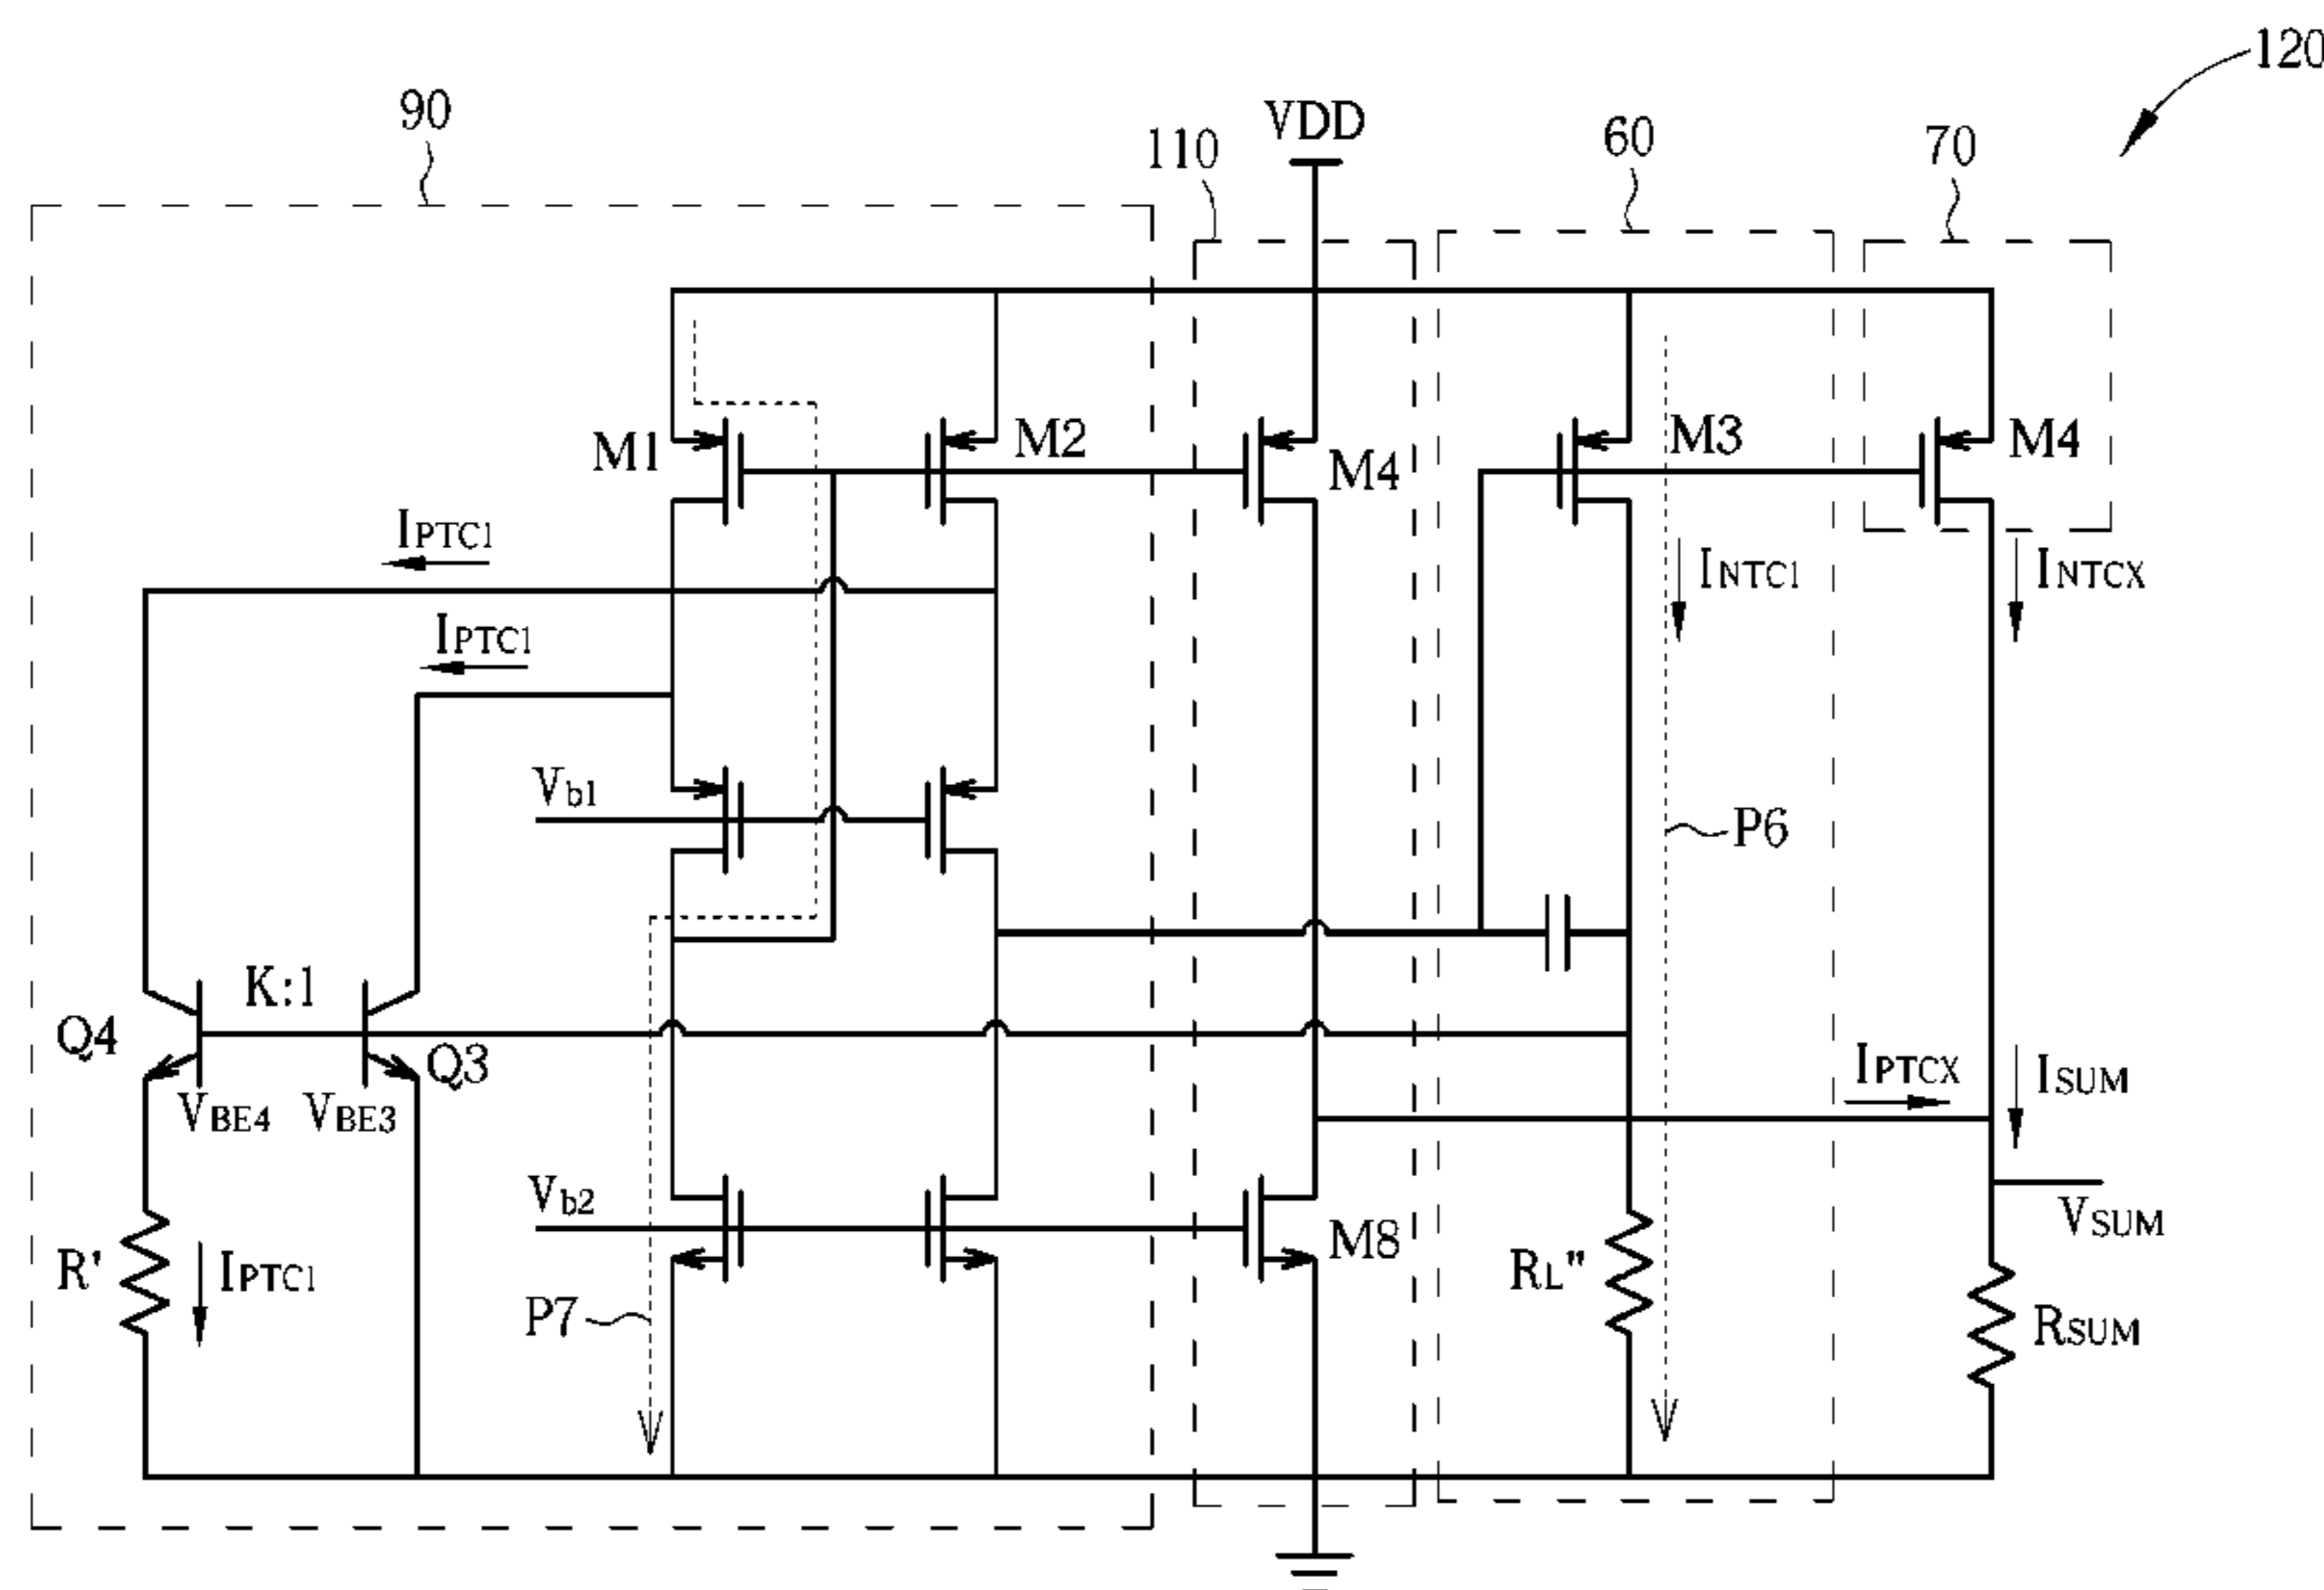 120
90
VDD
110
60
70
M1
M2
M4
M3
M4
IPTC1
INTC1
INTCX
IPTC1
Vb1
P6
K:1
Q4
Q3
VBE4
VBE3
IPTCX
ISUM
Vb2
VSUM
R'
IPTC1
M8
RL"
P7
RSUM